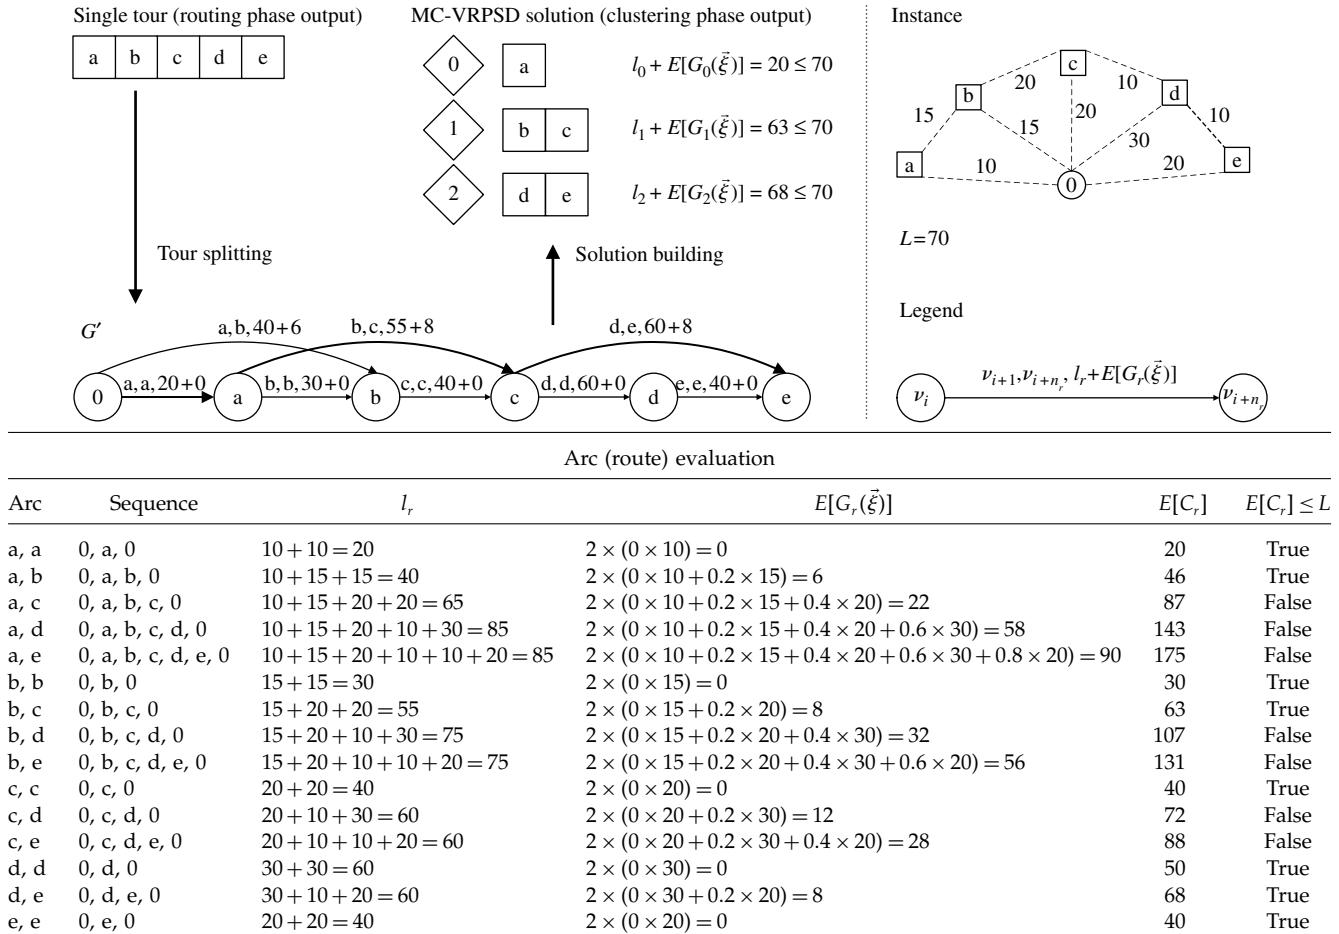 Single tour (routing phase output)
a b c d e
Tour splitting
MC-VRPSD solution (clustering phase output)
0 a l₀ + E[G₀(ξ⃗)] = 20 ≤ 70
1 b c l₁ + E[G₁(ξ⃗)] = 63 ≤ 70
2 d e l₂ + E[G₂(ξ⃗)] = 68 ≤ 70
Solution building
G′
a, b, 40 + 6 b, c, 55 + 8 d, e, 60 + 8
0 a, a, 20 + 0 a b, b, 30 + 0 b c, c, 40 + 0 c d, d, 60 + 0 d e, e, 40 + 0 e
Instance
c
20 10
b d
15 15 20 30 10
a 10 0 20 e
L = 70
Legend
νᵢ νᵢ₊₁, νᵢ₊ₙᵣ, lᵣ + E[Gᵣ(ξ⃗)] νᵢ₊ₙᵣ
Arc (route) evaluation
Arc Sequence lᵣ E[Gᵣ(ξ⃗)] E[Cᵣ] E[Cᵣ] ≤ L
a, a 0, a, 0 10 + 10 = 20 2 × (0 × 10) = 0 20 True
a, b 0, a, b, 0 10 + 15 + 15 = 40 2 × (0 × 10 + 0.2 × 15) = 6 46 True
a, c 0, a, b, c, 0 10 + 15 + 20 + 20 = 65 2 × (0 × 10 + 0.2 × 15 + 0.4 × 20) = 22 87 False
a, d 0, a, b, c, d, 0 10 + 15 + 20 + 10 + 30 = 85 2 × (0 × 10 + 0.2 × 15 + 0.4 × 20 + 0.6 × 30) = 58 143 False
a, e 0, a, b, c, d, e, 0 10 + 15 + 20 + 10 + 10 + 20 = 85 2 × (0 × 10 + 0.2 × 15 + 0.4 × 20 + 0.6 × 30 + 0.8 × 20) = 90 175 False
b, b 0, b, 0 15 + 15 = 30 2 × (0 × 15) = 0 30 True
b, c 0, b, c, 0 15 + 20 + 20 = 55 2 × (0 × 15 + 0.2 × 20) = 8 63 True
b, d 0, b, c, d, 0 15 + 20 + 10 + 30 = 75 2 × (0 × 15 + 0.2 × 20 + 0.4 × 30) = 32 107 False
b, e 0, b, c, d, e, 0 15 + 20 + 10 + 10 + 20 = 75 2 × (0 × 15 + 0.2 × 20 + 0.4 × 30 + 0.6 × 20) = 56 131 False
c, c 0, c, 0 20 + 20 = 40 2 × (0 × 20) = 0 40 True
c, d 0, c, d, 0 20 + 10 + 30 = 60 2 × (0 × 20 + 0.2 × 30) = 12 72 False
c, e 0, c, d, e, 0 20 + 10 + 10 + 20 = 60 2 × (0 × 20 + 0.2 × 30 + 0.4 × 20) = 28 88 False
d, d 0, d, 0 30 + 30 = 60 2 × (0 × 30) = 0 50 True
d, e 0, d, e, 0 30 + 10 + 20 = 60 2 × (0 × 30 + 0.2 × 20) = 8 68 True
e, e 0, e, 0 20 + 20 = 40 2 × (0 × 20) = 0 40 True